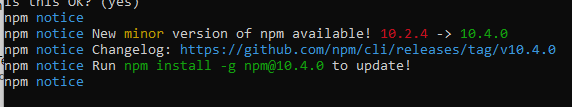 Is this OK? (yes)
npm notice
npm notice New minor version of npm available! 10.2.4 -> 10.4.0
npm notice Changelog: https://github.com/npm/cli/releases/tag/v10.4.0
npm notice Run npm install -g npm@10.4.0 to update!
npm notice